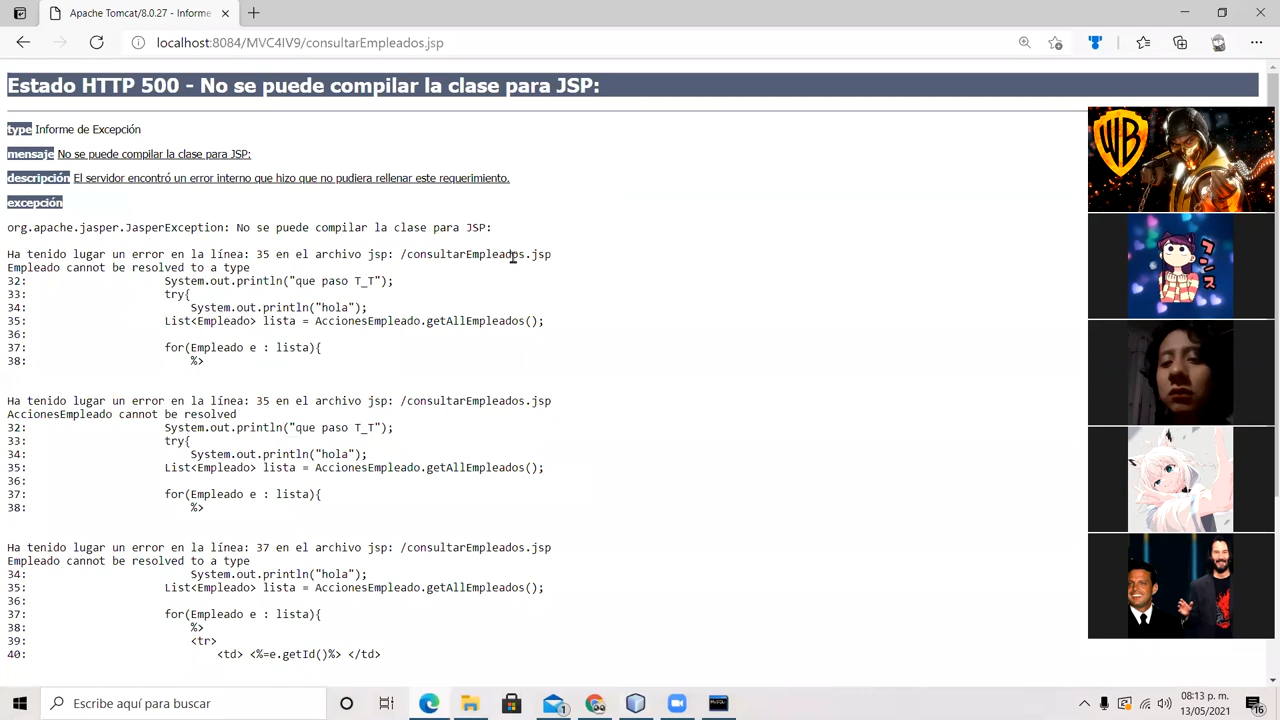 Apache Tomcat/8.0.27 - Informe
localhost:8084/MVC4IV9/consultarEmpleados.jsp
Estado HTTP 500 - No se puede compilar la clase para JSP:
type Informe de Excepción
mensaje No se puede compilar la clase para JSP:
descripción El servidor encontró un error interno que hizo que no pudiera rellenar este requerimiento.
excepción
org.apache.jasper.JasperException: No se puede compilar la clase para JSP:
Ha tenido lugar un error en la línea: 35 en el archivo jsp: /consultarEmpleados.jsp
Empleado cannot be resolved to a type
32: System.out.println("que paso T_T");
33: try{
34: System.out.println("hola");
35: List<Empleado> lista = AccionesEmpleado.getAllEmpleados();
36:
37: for(Empleado e : lista){
38: %>
Ha tenido lugar un error en la línea: 35 en el archivo jsp: /consultarEmpleados.jsp
AccionesEmpleado cannot be resolved
32: System.out.println("que paso T_T");
33: try{
34: System.out.println("hola");
35: List<Empleado> lista = AccionesEmpleado.getAllEmpleados();
36:
37: for(Empleado e : lista){
38: %>
Ha tenido lugar un error en la línea: 37 en el archivo jsp: /consultarEmpleados.jsp
Empleado cannot be resolved to a type
34: System.out.println("hola");
35: List<Empleado> lista = AccionesEmpleado.getAllEmpleados();
36:
37: for(Empleado e : lista){
38: %>
39: <tr>
40: <td> <%=e.getId()%> </td>
WB
Escribe aquí para buscar
1
08:13 p. m.
13/05/2021
16